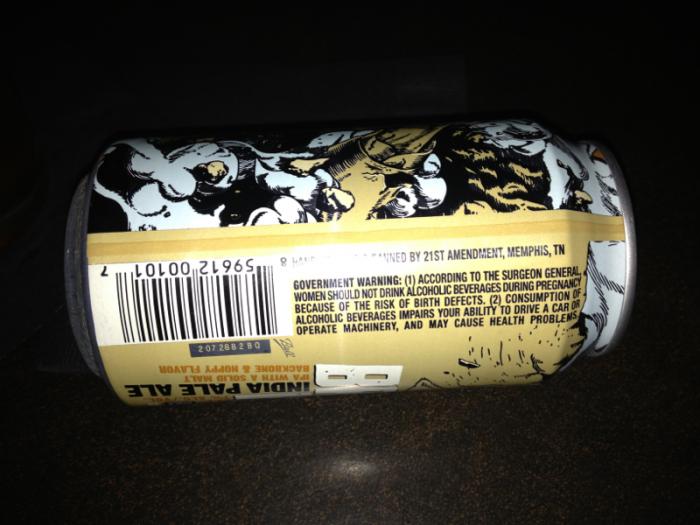 CANNED BY 21ST AMENDMENT, MEMPHIS, TN
GOVERNMENT WARNING: (1) ACCORDING TO THE SURGEON GENERAL,
WOMEN SHOULD NOT DRINK ALCOHOLIC BEVERAGES DURING PREGNANCY
BECAUSE OF THE RISK OF BIRTH DEFECTS. (2) CONSUMPTION OF
ALCOHOLIC BEVERAGES IMPAIRS YOUR ABILITY TO DRIVE A CAR OR
OPERATE MACHINERY, AND MAY CAUSE HEALTH PROBLEMS.
8 59612 00101 7
20728820
Ball
INDIA PALE ALE
IPA WITH A SOLID MALT
BACKBONE & HOPPY FLAVOR